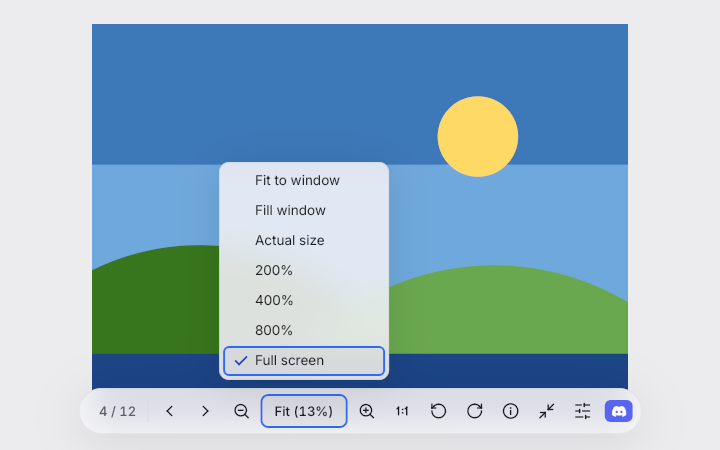 Fit to window
Fill window
Actual size
200%
400%
800%
Full screen
4 / 12
Fit (13%)
1:1